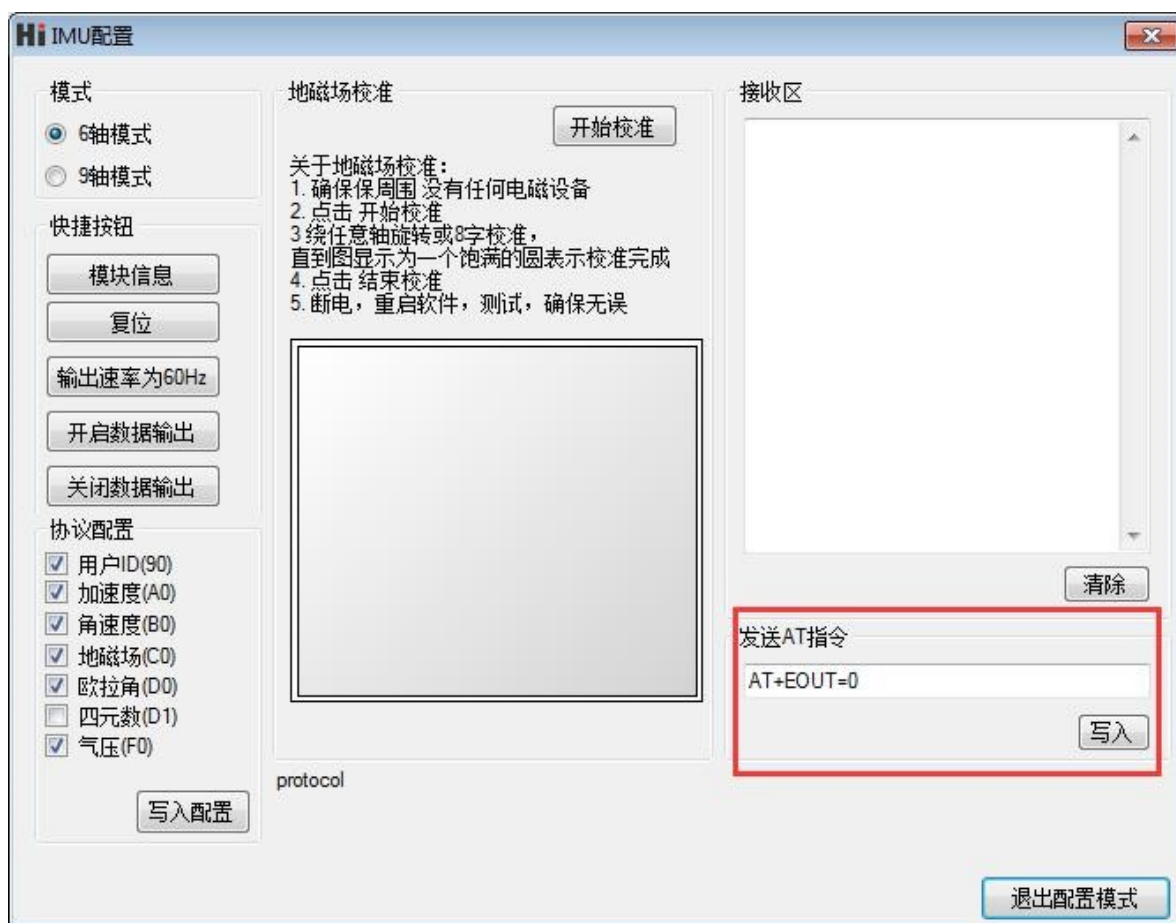 Hi IMU配置
模式
6轴模式
9轴模式
快捷按钮
模块信息
复位
输出速率为60Hz
开启数据输出
关闭数据输出
协议配置
用户ID(90)
加速度(A0)
角速度(B0)
地磁场(C0)
欧拉角(D0)
四元数(D1)
气压(F0)
写入配置
地磁场校准
开始校准
关于地磁场校准：
1. 确保保周围 没有任何电磁设备
2. 点击 开始校准
3 绕任意轴旋转或8字校准，
直到图显示为一个饱满的圆表示校准完成
4. 点击 结束校准
5. 断电，重启软件，测试，确保无误
protocol
接收区
清除
发送AT指令
AT+EOUT=0
写入
退出配置模式